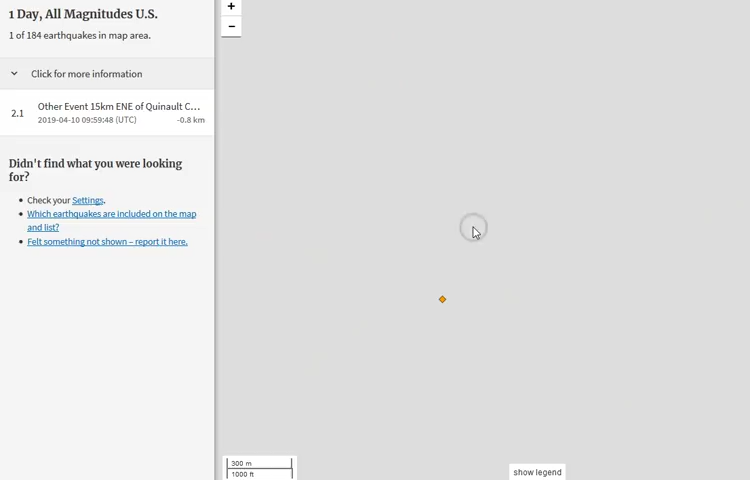 1 Day, All Magnitudes U.S.
1 of 184 earthquakes in map area.
Click for more information
2.1
Other Event 15km ENE of Quinault C...
2019-04-10 09:59:48 (UTC) -0.8 km
Didn't find what you were looking
for?
Check your Settings.
Which earthquakes are included on the map
and list?
Felt something not shown – report it here.
+
−
300 m
1000 ft
show legend